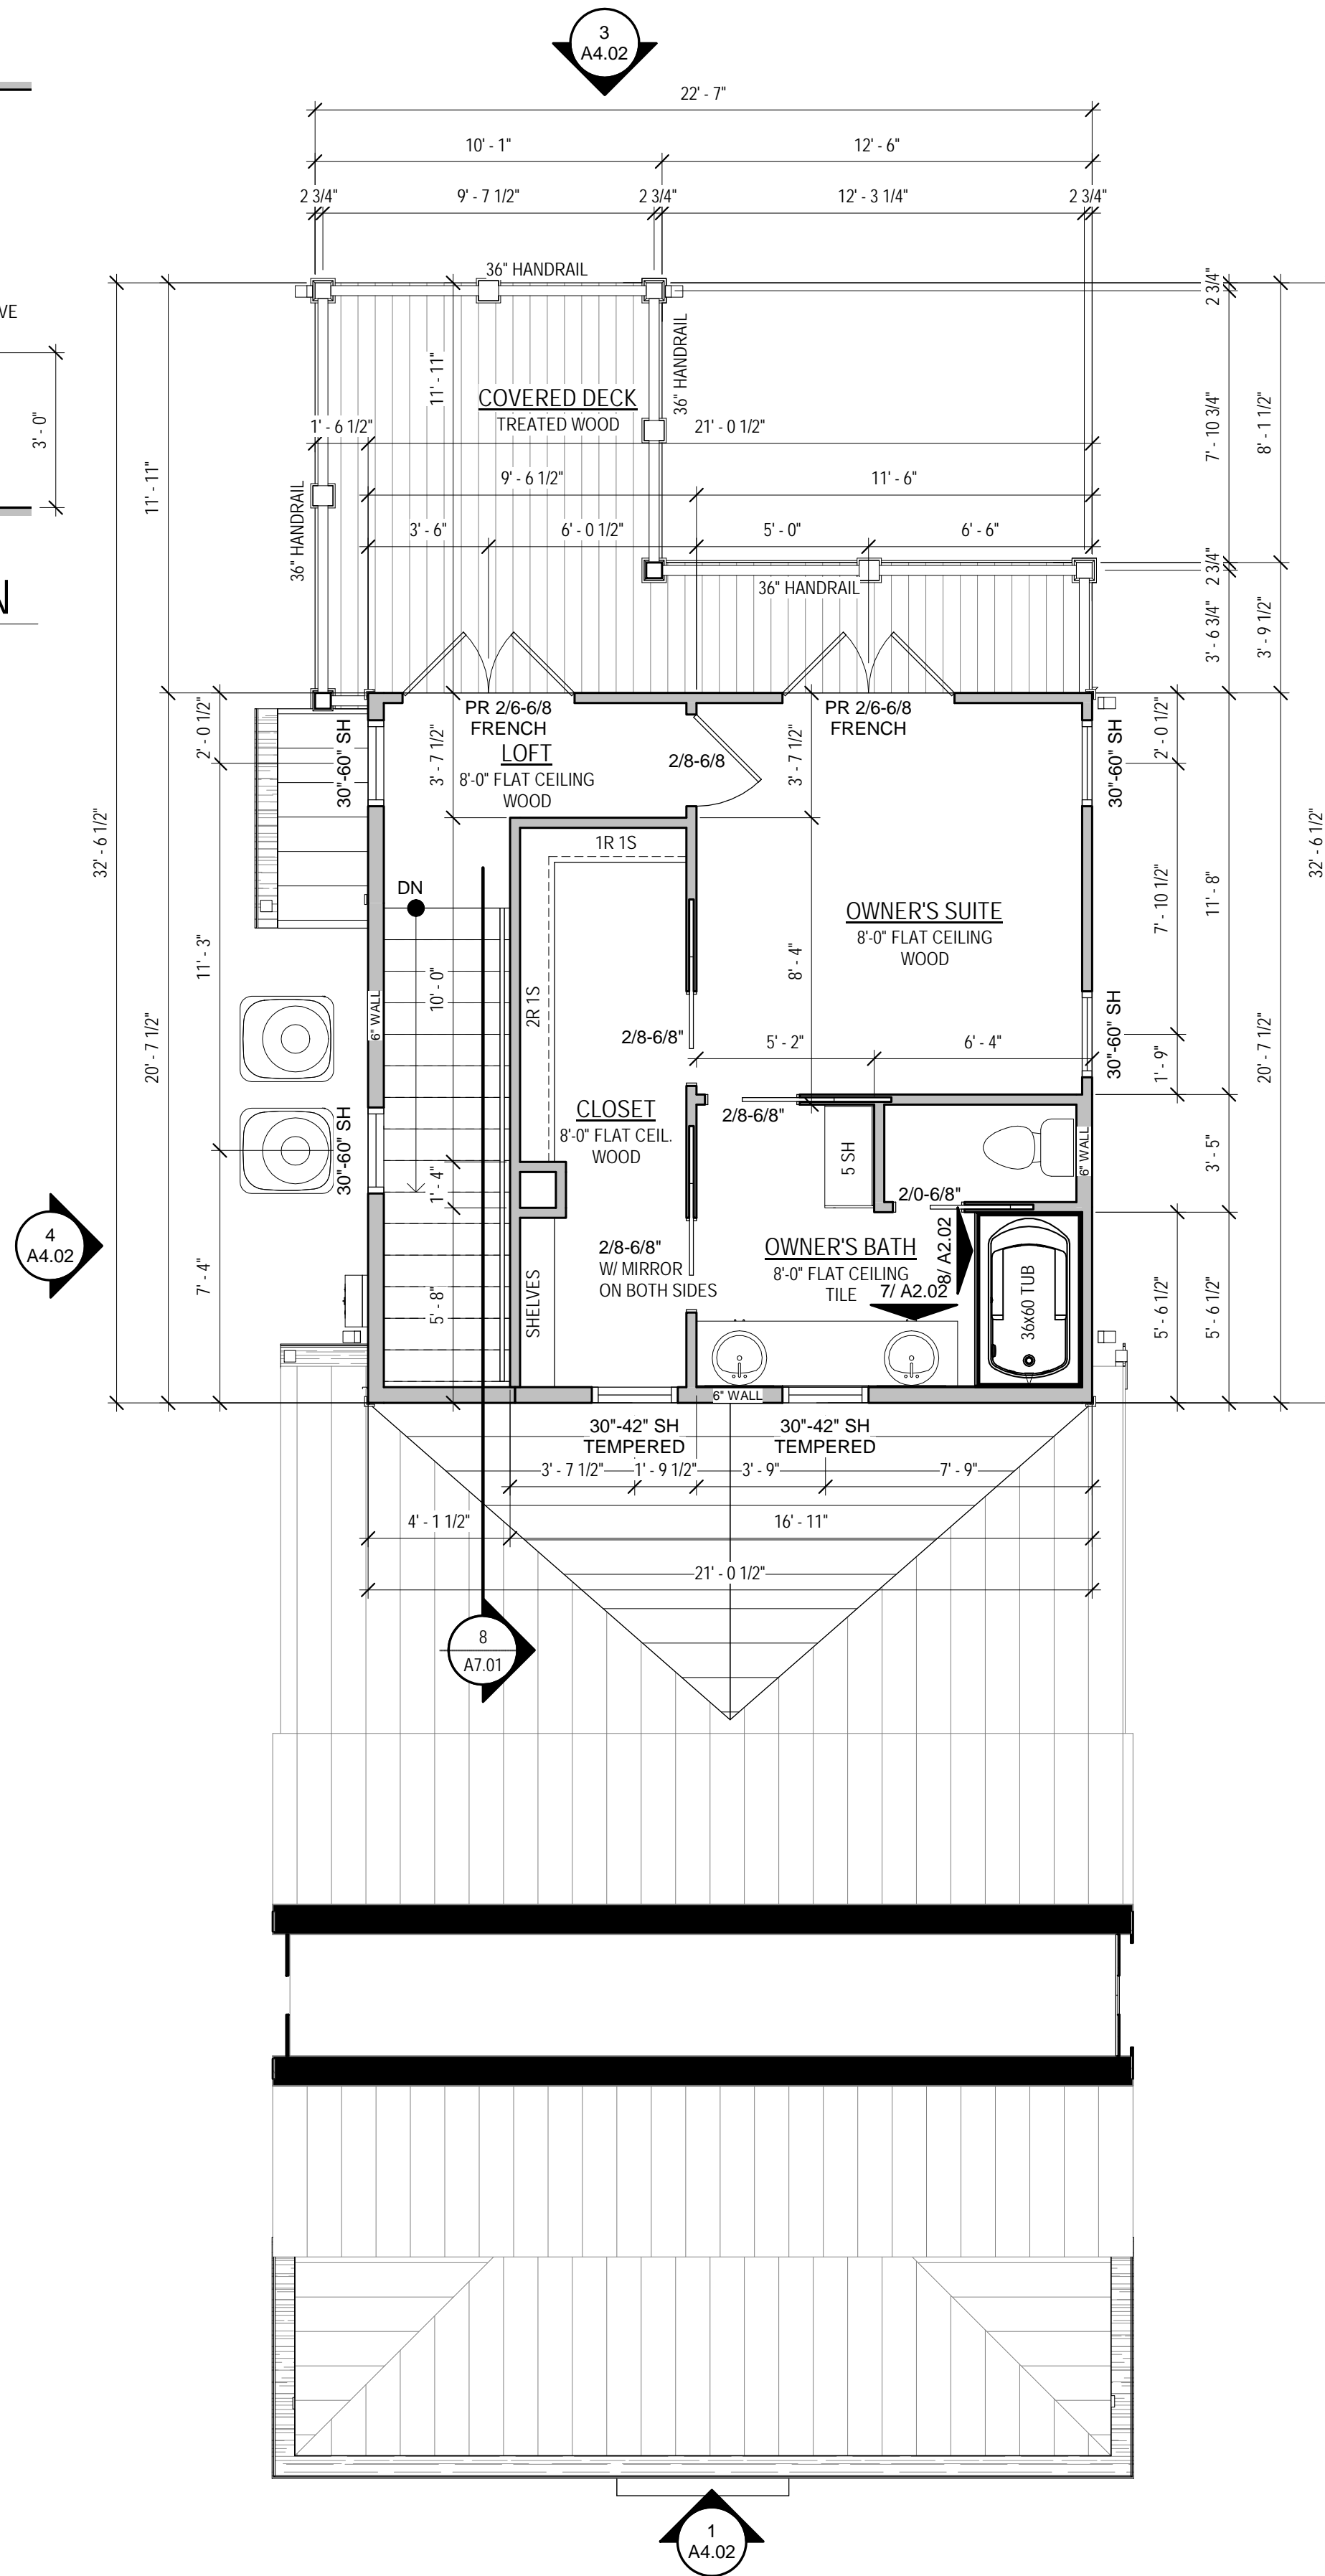 3
A4.02
22' - 7"
10' - 1"
12' - 6"
2 3/4"
9' - 7 1/2"
2 3/4"
12' - 3 1/4"
2 3/4"
36" HANDRAIL
2 3/4"
VE
3' - 0"
N
11' - 11"
36" HANDRAIL
COVERED DECK
TREATED WOOD
1' - 6 1/2"
21' - 0 1/2"
7' - 10 3/4"
8' - 1 1/2"
11' - 11"
9' - 6 1/2"
11' - 6"
36" HANDRAIL
3' - 6"
6' - 0 1/2"
5' - 0"
6' - 6"
2 3/4"
36" HANDRAIL
3' - 6 3/4"
3' - 9 1/2"
PR 2/6-6/8
FRENCH
PR 2/6-6/8
FRENCH
2' - 0 1/2"
30"-60" SH
3' - 7 1/2"
LOFT
8'-0" FLAT CEILING
WOOD
2/8-6/8
3' - 7 1/2"
30"-60" SH
2' - 0 1/2"
32' - 6 1/2"
32' - 6 1/2"
1R 1S
DN
OWNER'S SUITE
8'-0" FLAT CEILING
WOOD
7' - 10 1/2"
11' - 8"
11' - 3"
10' - 0"
2R 1S
8' - 4"
6" WALL
20' - 7 1/2"
20' - 7 1/2"
2/8-6/8"
5' - 2"
6' - 4"
30"-60" SH
1' - 9"
CLOSET
8'-0" FLAT CEIL.
WOOD
2/8-6/8"
30"-60" SH
5 SH
6" WALL
3' - 5"
1' - 4"
2/0-6/8"
4
A4.02
7' - 4"
2/8-6/8"
W/ MIRROR
ON BOTH SIDES
OWNER'S BATH
8'-0" FLAT CEILING
TILE
7/ A2.02
8/ A2.02
36x60 TUB
5' - 8"
SHELVES
5' - 6 1/2"
5' - 6 1/2"
6" WALL
30"-42" SH
TEMPERED
30"-42" SH
TEMPERED
3' - 7 1/2"
1' - 9 1/2"
3' - 9"
7' - 9"
4' - 1 1/2"
16' - 11"
21' - 0 1/2"
8
A7.01
1
A4.02